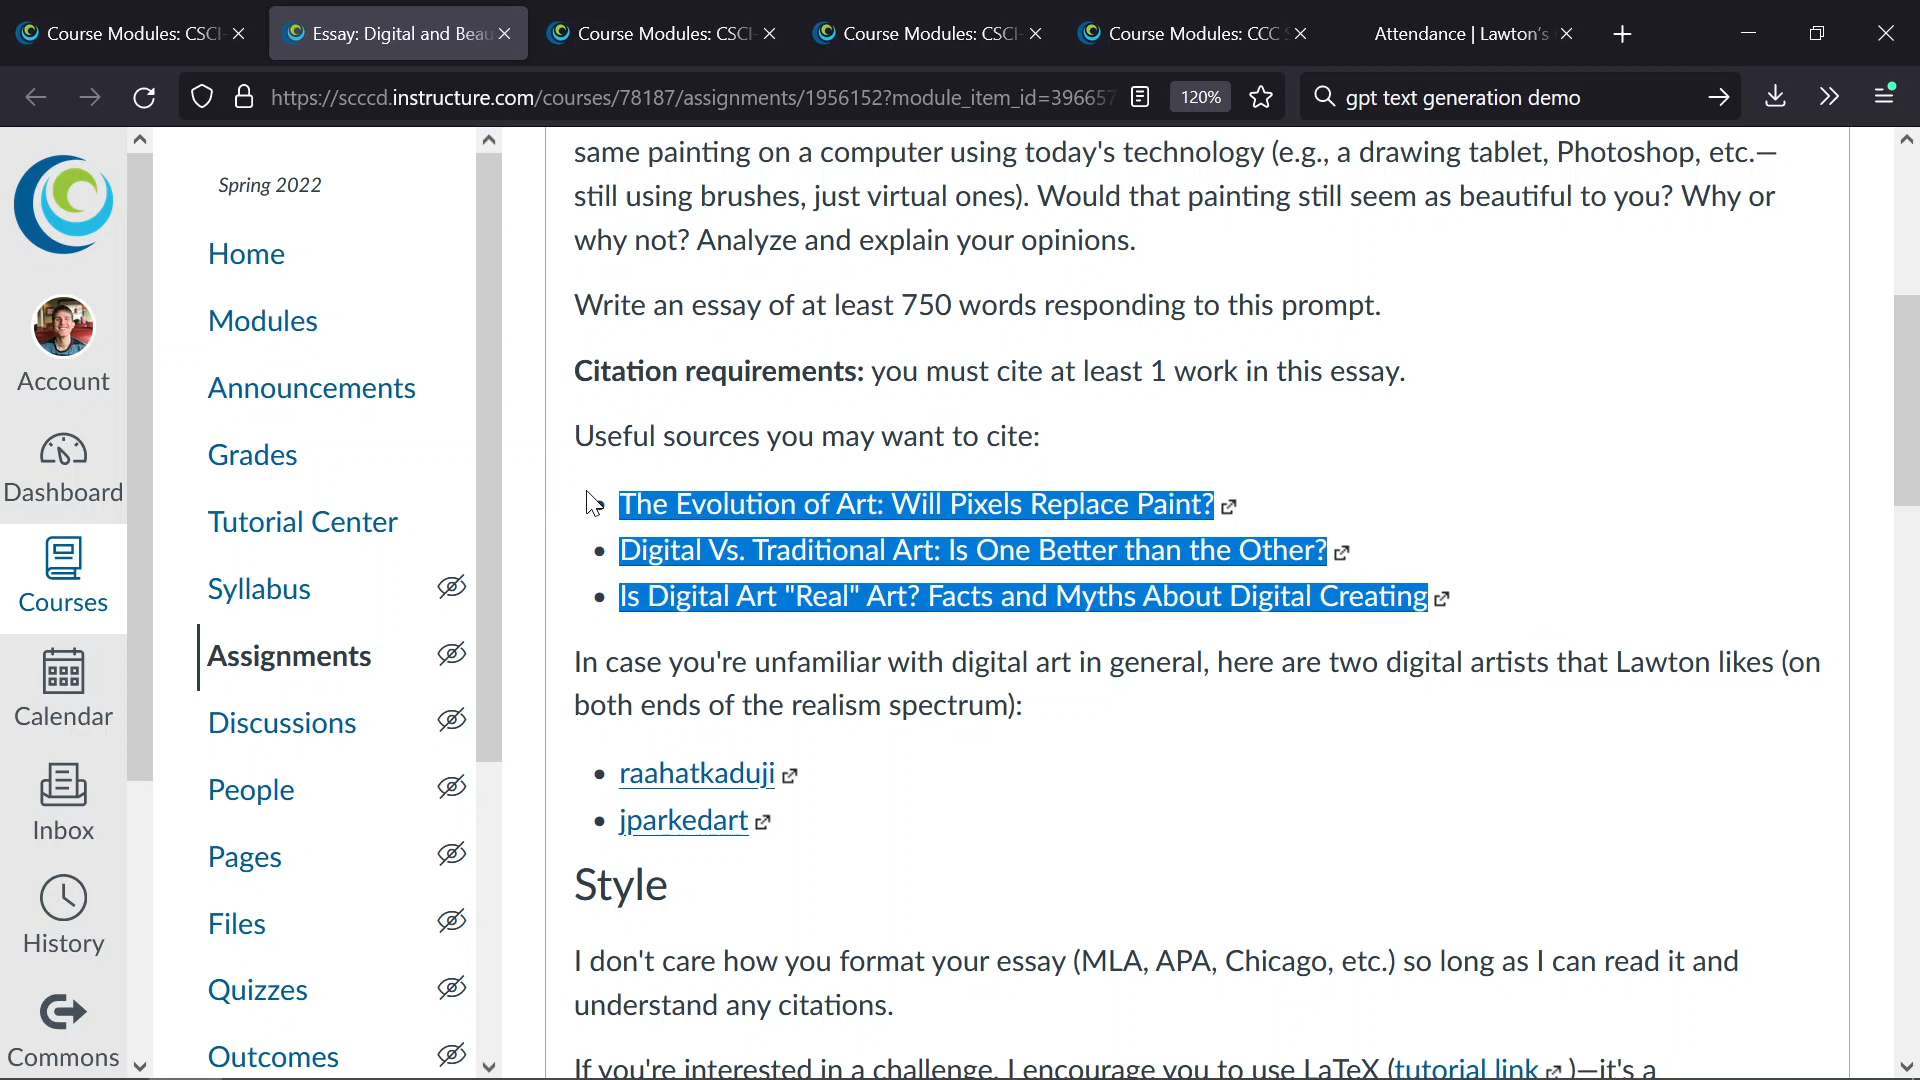 Course Modules: CSCI-
Essay: Digital and Beau
Course Modules: CSCI-
Course Modules: CSCI-
Course Modules: CCC S
Attendance | Lawton's
https://scccd.instructure.com/courses/78187/assignments/1956152?module_item_id=396657
120%
gpt text generation demo
Account
Dashboard
Courses
Calendar
Inbox
History
Commons
Spring 2022
Home
Modules
Announcements
Grades
Tutorial Center
Syllabus
Assignments
Discussions
People
Pages
Files
Quizzes
Outcomes
same painting on a computer using today's technology (e.g., a drawing tablet, Photoshop, etc.—
still using brushes, just virtual ones). Would that painting still seem as beautiful to you? Why or
why not? Analyze and explain your opinions.
Write an essay of at least 750 words responding to this prompt.
Citation requirements: you must cite at least 1 work in this essay.
Useful sources you may want to cite:
• The Evolution of Art: Will Pixels Replace Paint?
• Digital Vs. Traditional Art: Is One Better than the Other?
• Is Digital Art "Real" Art? Facts and Myths About Digital Creating
In case you're unfamiliar with digital art in general, here are two digital artists that Lawton likes (on
both ends of the realism spectrum):
• raahatkaduji
• jparkedart
Style
I don't care how you format your essay (MLA, APA, Chicago, etc.) so long as I can read it and
understand any citations.
If you're interested in a challenge, I encourage you to use LaTeX (tutorial link)—it's a